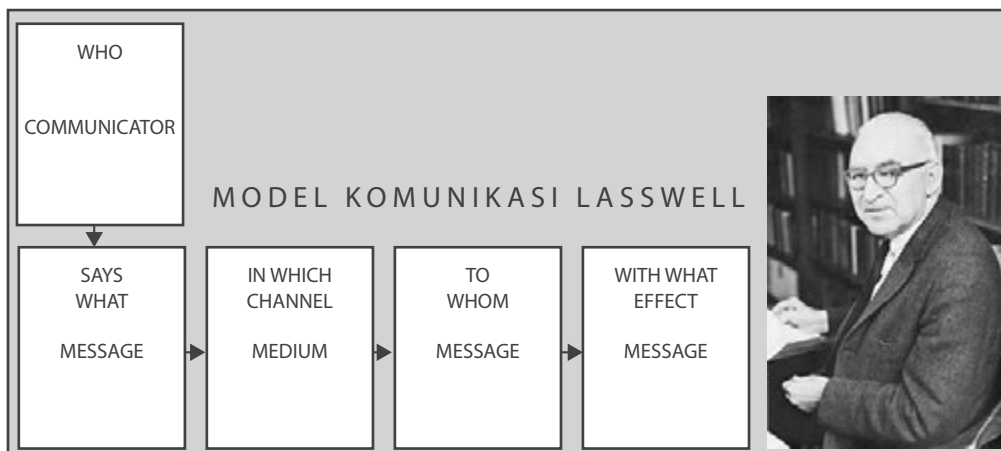 WHO
COMMUNICATOR
MODEL KOMUNIKASI LASSWELL
SAYS
WHAT
MESSAGE
IN WHICH
CHANNEL
MEDIUM
TO
WHOM
MESSAGE
WITH WHAT
EFFECT
MESSAGE